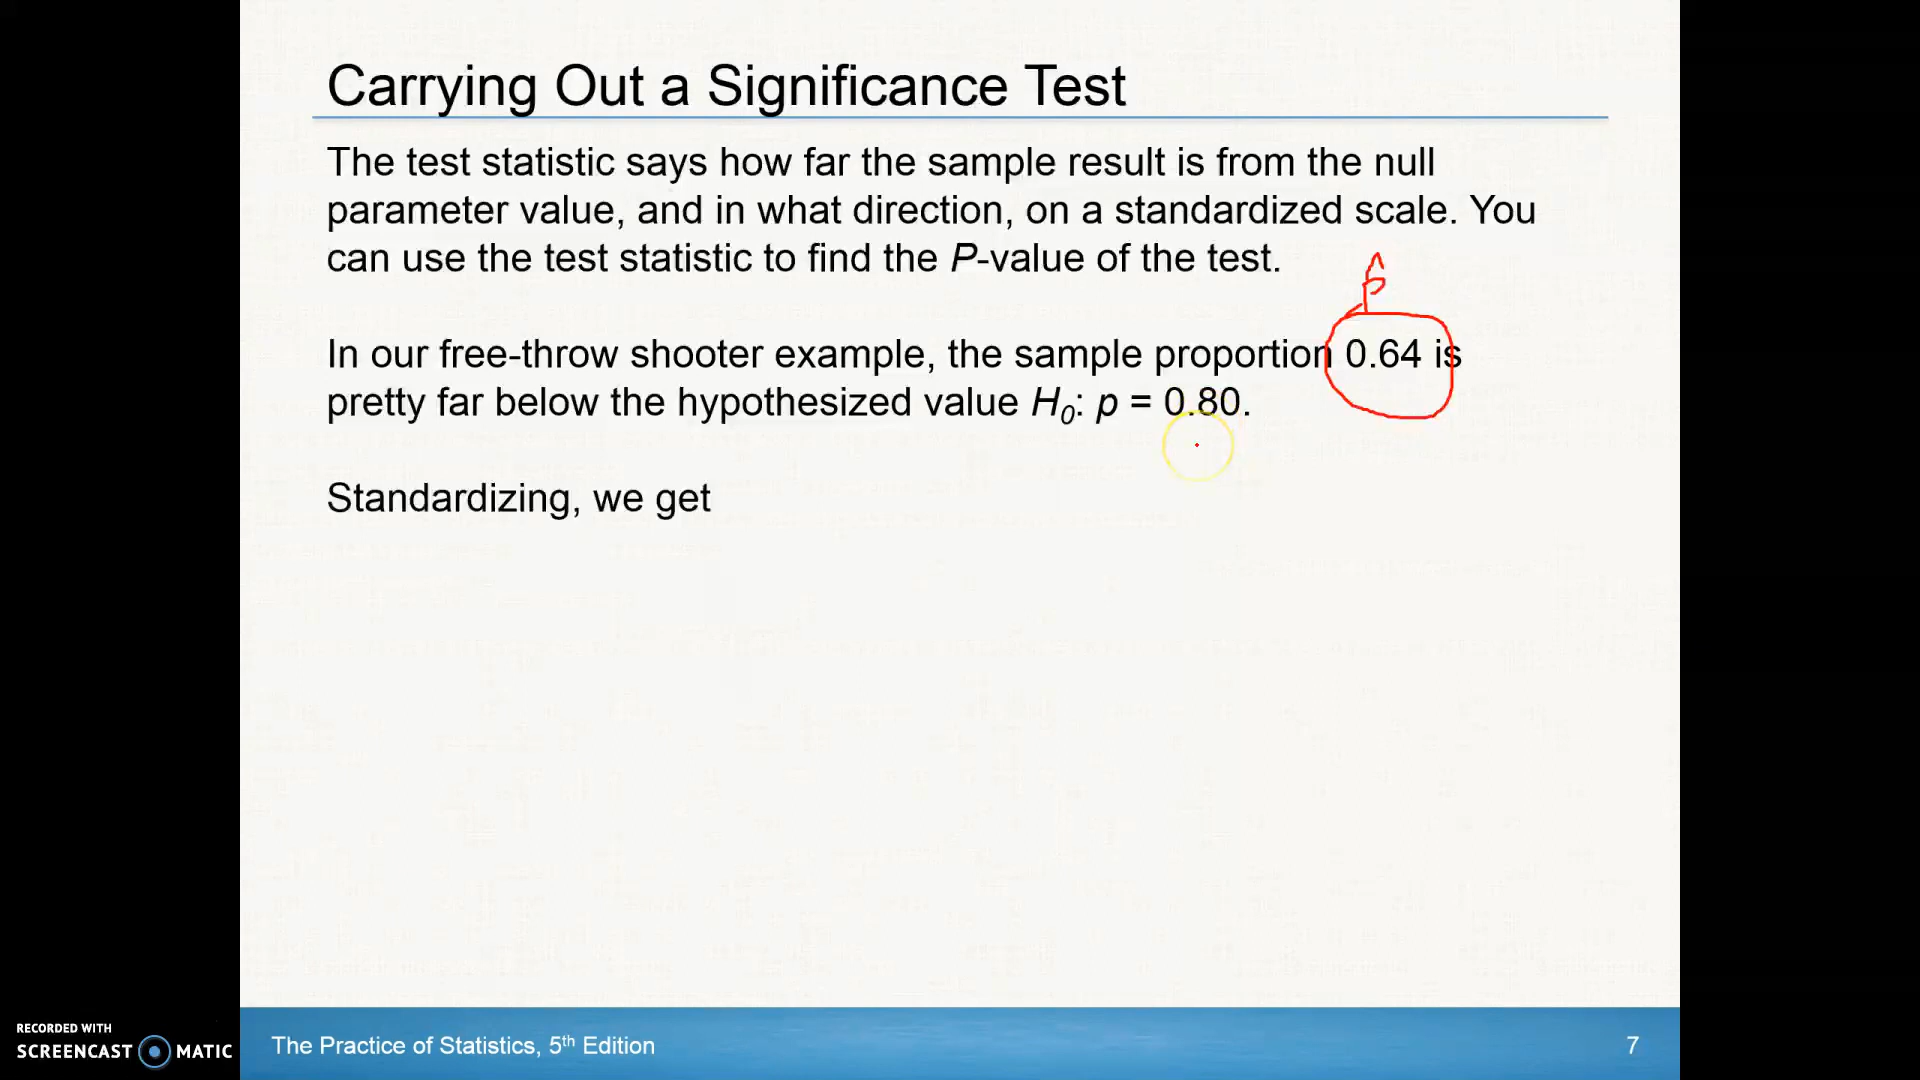 Carrying Out a Significance Test
The test statistic says how far the sample result is from the null
parameter value, and in what direction, on a standardized scale. You
can use the test statistic to find the P-value of the test.
p̂
In our free-throw shooter example, the sample proportion 0.64 is
pretty far below the hypothesized value H₀: p = 0.80.
Standardizing, we get
RECORDED WITH
SCREENCAST MATIC
The Practice of Statistics, 5th Edition
7